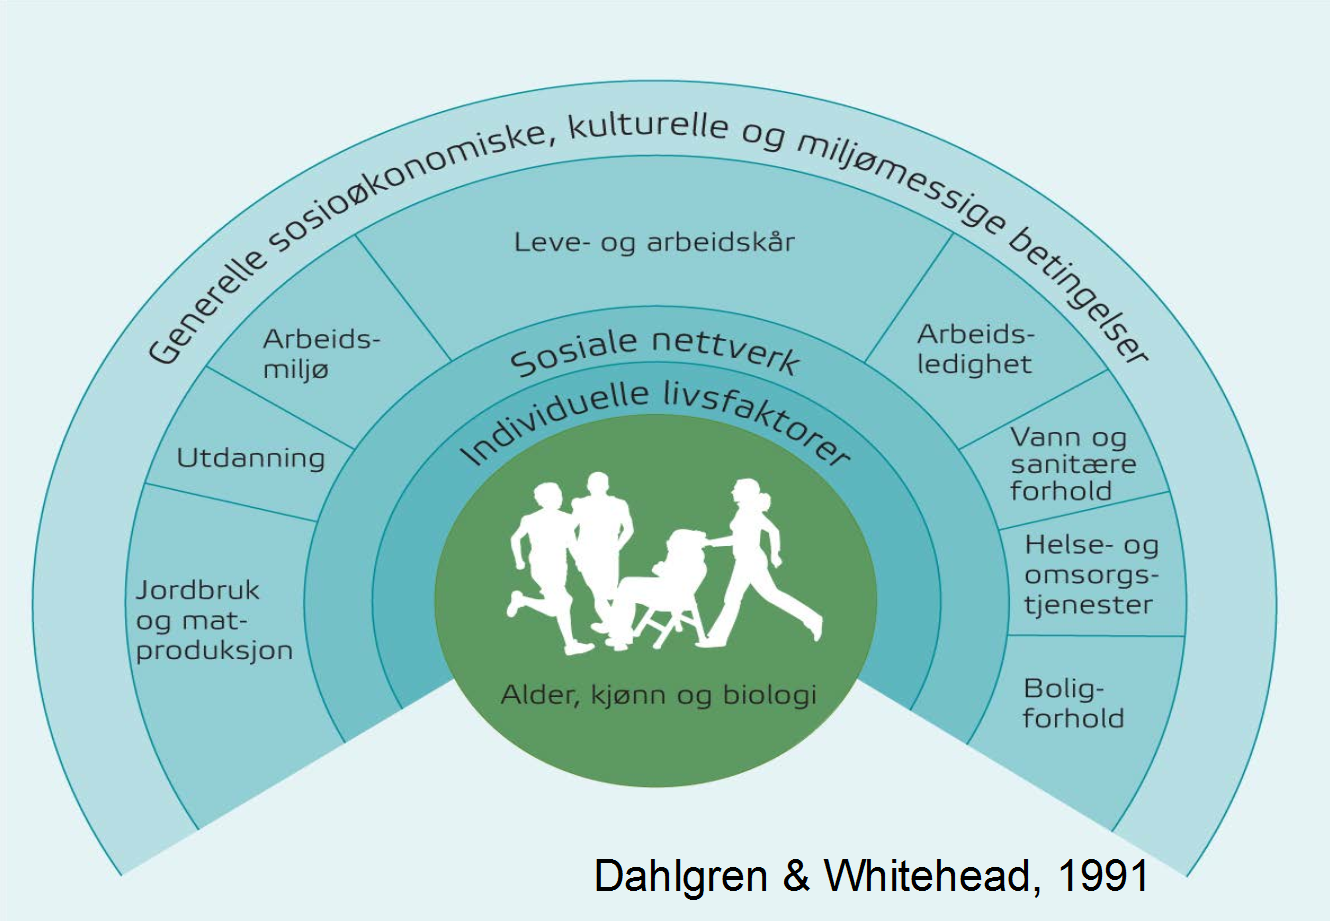 Generelle sosioøkonomiske, kulturelle og miljømessige betingelser
Leve- og arbeidskår
Arbeids-
miljø
Utdanning
Jordbruk
og mat-
produksjon
Arbeids-
ledighet
Vann og
sanitære
forhold
Helse- og
omsorgs-
tjenester
Bolig-
forhold
Sosiale nettverk
Individuelle livsfaktorer
Alder, kjønn og biologi
Dahlgren & Whitehead, 1991